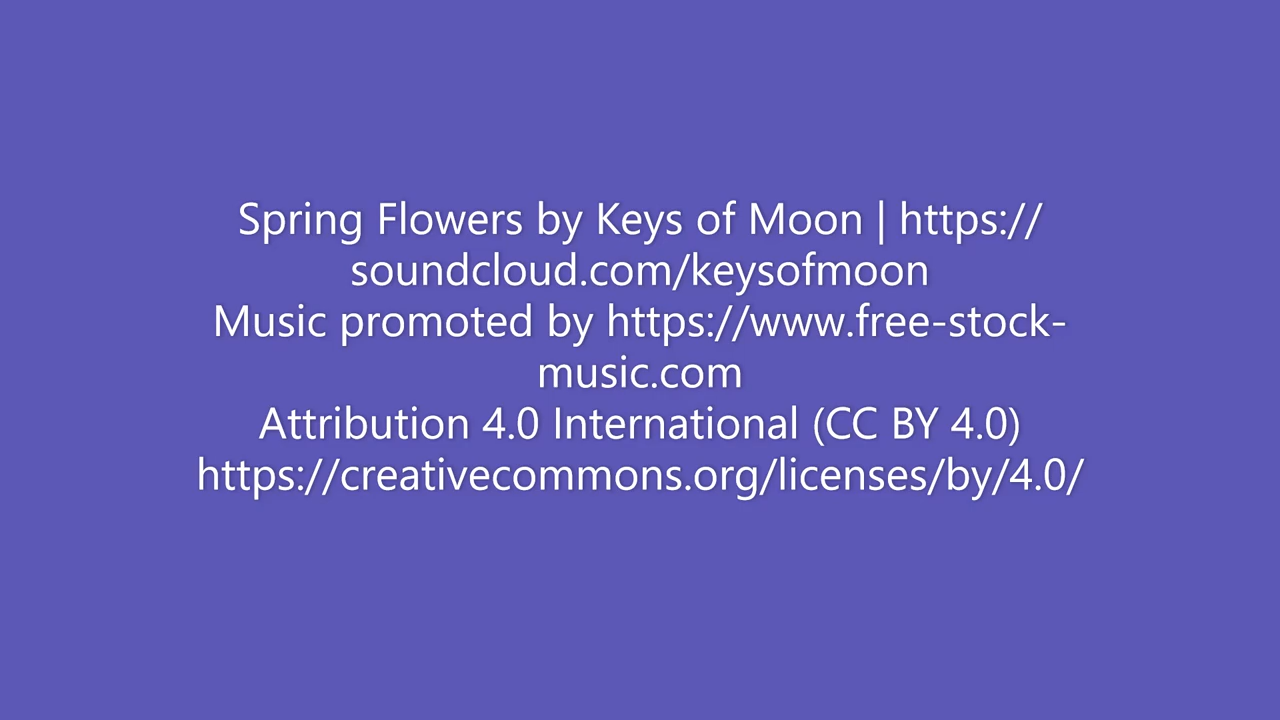 Spring Flowers by Keys of Moon | https://
soundcloud.com/keysofmoon
Music promoted by https://www.free-stock-
music.com
Attribution 4.0 International (CC BY 4.0)
https://creativecommons.org/licenses/by/4.0/